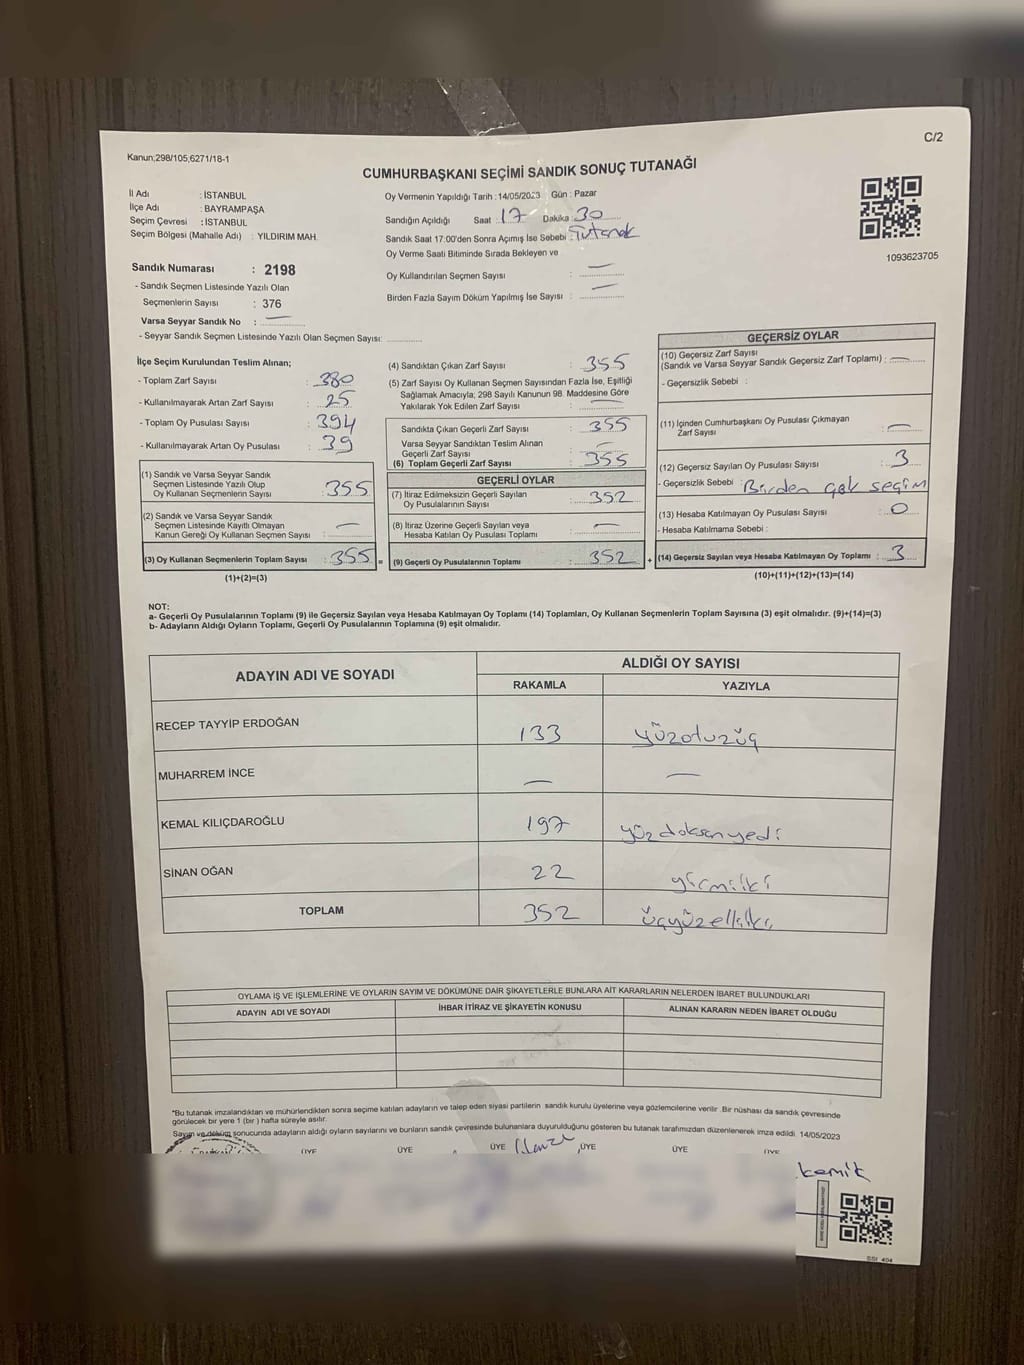 C/2
Kanun;298/105;6271/18-1
CUMHURBAŞKANI SEÇİMİ SANDIK SONUÇ TUTANAĞI
İl Adı : İSTANBUL
İlçe Adı : BAYRAMPAŞA
Seçim Çevresi : İSTANBUL
Seçim Bölgesi (Mahalle Adı) : YILDIRIM MAH.
Oy Vermenin Yapıldığı Tarih : 14/05/2023 Gün : Pazar
Sandığın Açıldığı Saat : 17 Dakika : 30
Sandık Saat 17:00'den Sonra Açımış İse Sebebi : Tutanak
Oy Verme Saati Bitiminde Sırada Bekleyen ve
Oy Kullandırılan Seçmen Sayısı : —
Birden Fazla Sayım Döküm Yapılmış İse Sayısı : —
1093623705
Sandık Numarası : 2198
- Sandık Seçmen Listesinde Yazılı Olan
Seçmenlerin Sayısı : 376
Varsa Seyyar Sandık No : —
- Seyyar Sandık Seçmen Listesinde Yazılı Olan Seçmen Sayısı:
İlçe Seçim Kurulundan Teslim Alınan;
- Toplam Zarf Sayısı : 380
- Kullanılmayarak Artan Zarf Sayısı : 25
- Toplam Oy Pusulası Sayısı : 394
- Kullanılmayarak Artan Oy Pusulası : 39
(1) Sandık ve Varsa Seyyar Sandık
Seçmen Listesinde Yazılı Olup
Oy Kullanan Seçmenlerin Sayısı : 355
(2) Sandık ve Varsa Seyyar Sandık
Seçmen Listesinde Kayıtlı Olmayan
Kanun Gereği Oy Kullanan Seçmen Sayısı : —
(3) Oy Kullanan Seçmenlerin Toplam Sayısı : 355 =
(1)+(2)=(3)
(4) Sandıktan Çıkan Zarf Sayısı : 355
(5) Zarf Sayısı Oy Kullanan Seçmen Sayısından Fazla İse, Eşitliği
Sağlamak Amacıyla; 298 Sayılı Kanunun 98. Maddesine Göre
Yakılarak Yok Edilen Zarf Sayısı : —
Sandıkta Çıkan Geçerli Zarf Sayısı : 355
Varsa Seyyar Sandıktan Teslim Alınan
Geçerli Zarf Sayısı : —
(6) Toplam Geçerli Zarf Sayısı : 355
GEÇERLİ OYLAR
(7) İtiraz Edilmeksizin Geçerli Sayılan
Oy Pusulalarının Sayısı : 352
(8) İtiraz Üzerine Geçerli Sayılan veya
Hesaba Katılan Oy Pusulası Toplamı : —
(9) Geçerli Oy Pusulalarının Toplamı : 352 +
GEÇERSİZ OYLAR
(10) Geçersiz Zarf Sayısı
(Sandık ve Varsa Seyyar Sandık Geçersiz Zarf Toplamı) : —
- Geçersizlik Sebebi :
(11) İçinden Cumhurbaşkanı Oy Pusulası Çıkmayan
Zarf Sayısı : —
(12) Geçersiz Sayılan Oy Pusulası Sayısı : 3
- Geçersizlik Sebebi : Birden çok seçim
(13) Hesaba Katılmayan Oy Pusulası Sayısı : 0
- Hesaba Katılmama Sebebi :
(14) Geçersiz Sayılan veya Hesaba Katılmayan Oy Toplamı : 3
(10)+(11)+(12)+(13)=(14)
NOT:
a- Geçerli Oy Pusulalarının Toplamı (9) ile Geçersiz Sayılan veya Hesaba Katılmayan Oy Toplamı (14) Toplamları, Oy Kullanan Seçmenlerin Toplam Sayısına (3) eşit olmalıdır. (9)+(14)=(3)
b- Adayların Aldığı Oyların Toplamı, Geçerli Oy Pusulalarının Toplamına (9) eşit olmalıdır.
ADAYIN ADI VE SOYADI ALDIĞI OY SAYISI
RAKAMLA YAZIYLA
RECEP TAYYİP ERDOĞAN 133 yüzotuzüç
MUHARREM İNCE — —
KEMAL KILIÇDAROĞLU 197 yüzdoksanyedi
SİNAN OĞAN 22 yirmiiki
TOPLAM 352 üçyüzelliiki
OYLAMA İŞ VE İŞLEMLERİNE VE OYLARIN SAYIM VE DÖKÜMÜNE DAİR ŞİKAYETLERLE BUNLARA AİT KARARLARIN NELERDEN İBARET BULUNDUKLARI
ADAYIN ADI VE SOYADI İHBAR İTİRAZ VE ŞİKAYETİN KONUSU ALINAN KARARIN NEDEN İBARET OLDUĞU
*Bu tutanak imzalandıktan ve mühürlendikten sonra seçime katılan adayların ve talep eden siyasi partilerin sandık kurulu üyelerine veya gözlemcilerine verilir. Bir nüshası da sandık çevresinde
görülecek bir yere 1 (bir ) hafta süreyle asılır.
Sayım ve döküm sonucunda adayların aldığı oyların sayılarını ve bunların sandık çevresinde bulunanlara duyurulduğunu gösteren bu tutanak tarafımızdan düzenlenerek imza edildi. 14/05/2023
ÜYE ÜYE ÜYE ÜYE ÜYE ÜYE
kemik
SSI 404